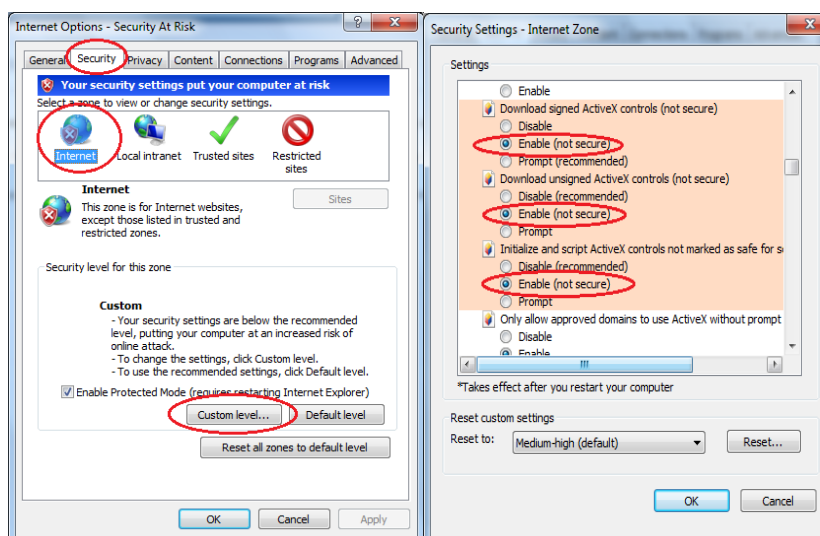 Internet Options - Security At Risk
General Security Privacy Content Connections Programs Advanced
Your security settings put your computer at risk
Select a zone to view or change security settings.
Internet Local intranet Trusted sites Restricted
sites
Internet
Sites
This zone is for Internet websites,
except those listed in trusted and
restricted zones.
Security level for this zone
Custom
- Your security settings are below the recommended
level, putting your computer at an increased risk of
online attack.
- To change the settings, click Custom level.
- To use the recommended settings, click Default level.
Enable Protected Mode (requires restarting Internet Explorer)
Custom level... Default level
Reset all zones to default level
OK Cancel Apply
Security Settings - Internet Zone
Settings
Enable
Download signed ActiveX controls (not secure)
Disable
Enable (not secure)
Prompt (recommended)
Download unsigned ActiveX controls (not secure)
Disable (recommended)
Enable (not secure)
Prompt
Initialize and script ActiveX controls not marked as safe for
Disable (recommended)
Enable (not secure)
Prompt
Only allow approved domains to use ActiveX without prompt
Disable
Enable
*Takes effect after you restart your computer
Reset custom settings
Reset to: Medium-high (default) Reset...
OK Cancel